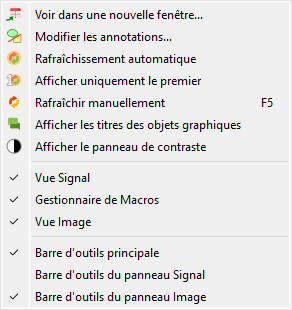 Voir dans une nouvelle fenêtre...
Modifier les annotations...
Rafraîchissement automatique
Afficher uniquement le premier
Rafraîchir manuellement F5
Afficher les titres des objets graphiques
Afficher le panneau de contraste
Vue Signal
Gestionnaire de Macros
Vue Image
Barre d'outils principale
Barre d'outils du panneau Signal
Barre d'outils du panneau Image